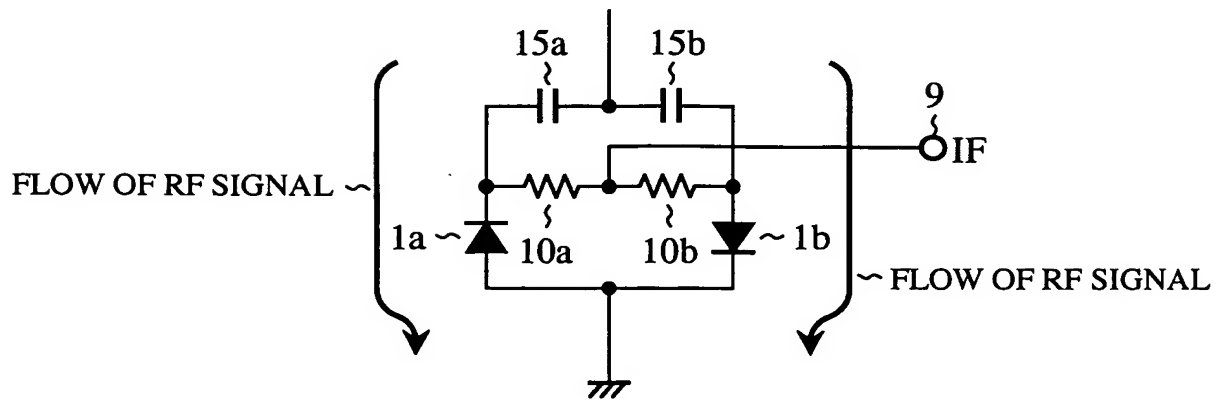 15a
15b
9
IF
FLOW OF RF SIGNAL
1a
10a
10b
1b
FLOW OF RF SIGNAL